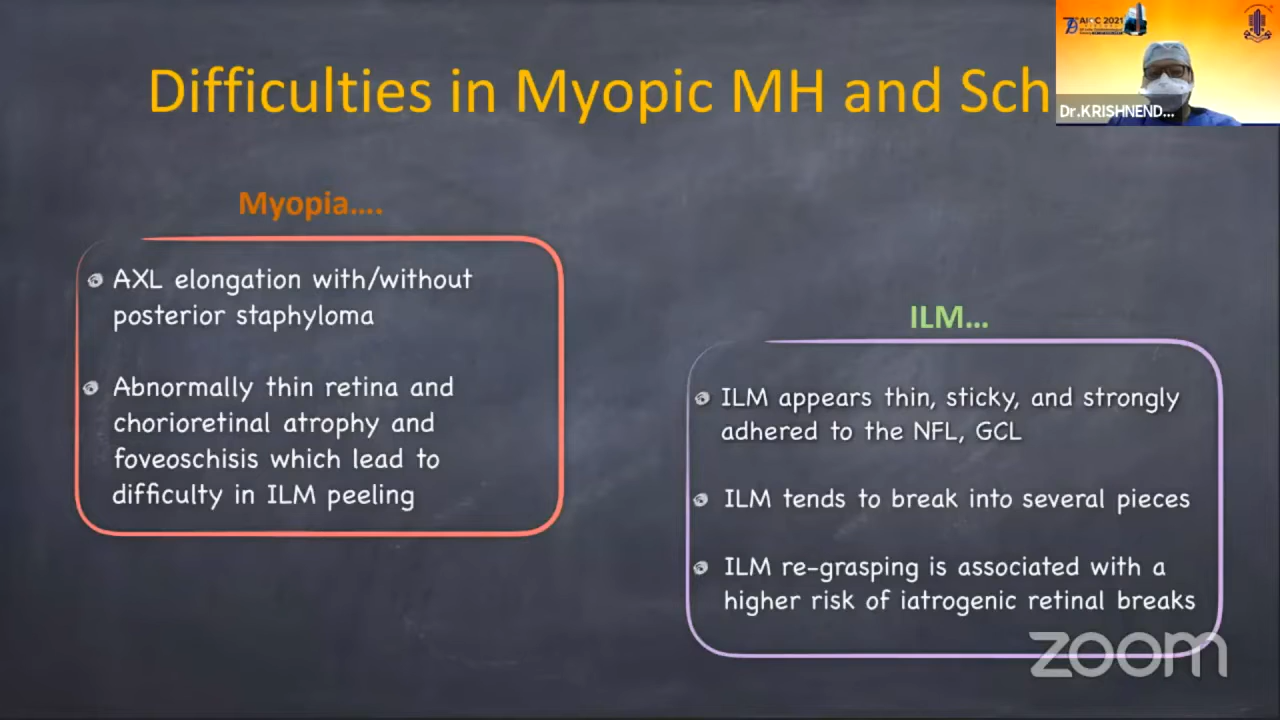 Difficulties in Myopic MH and Sch
AIOC 2021
Dr.KRISHNEND...
Myopia....
AXL elongation with/without
posterior staphyloma
Abnormally thin retina and
chorioretinal atrophy and
foveoschisis which lead to
difficulty in ILM peeling
ILM...
ILM appears thin, sticky, and strongly
adhered to the NFL, GCL
ILM tends to break into several pieces
ILM re-grasping is associated with a
higher risk of iatrogenic retinal breaks
zoom